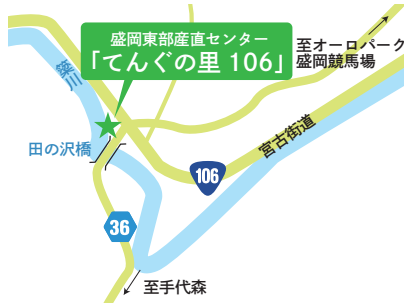 盛岡東部産直センター
「てんぐの里 106」
至オーロパーク
盛岡競馬場
簗川
田の沢橋
宮古街道
106
36
至手代森